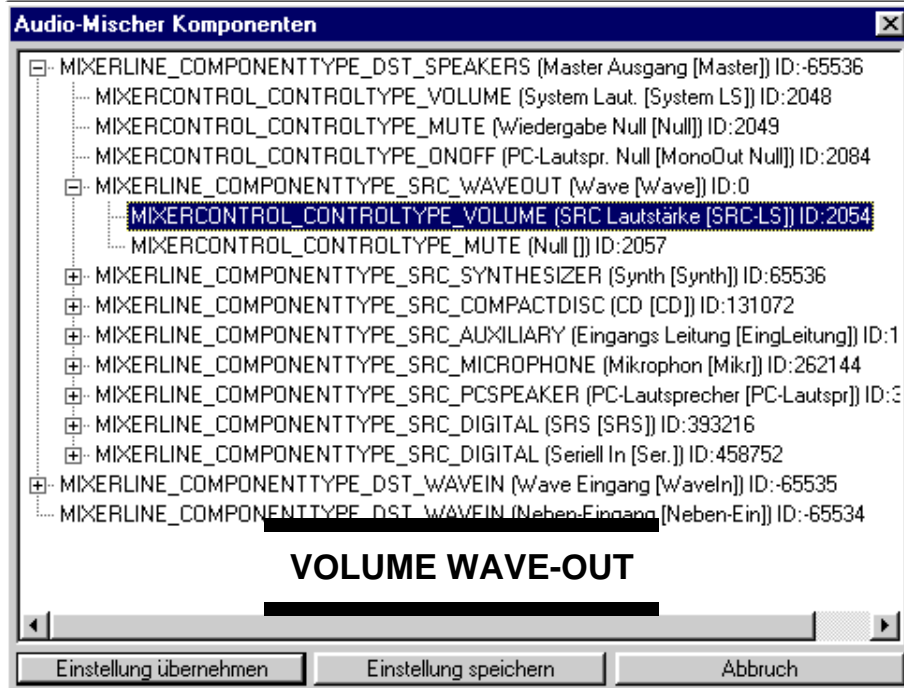 Audio-Mischer Komponenten
MIXERLINE_COMPONENTTYPE_DST_SPEAKERS (Master Ausgang [Master]) ID:-65536
MIXERCONTROL_CONTROLTYPE_VOLUME (System Laut. [System LS]) ID:2048
MIXERCONTROL_CONTROLTYPE_MUTE (Wiedergabe Null [Null]) ID:2049
MIXERCONTROL_CONTROLTYPE_ONOFF (PC-Lautspr. Null [MonoOut Null]) ID:2084
MIXERLINE_COMPONENTTYPE_SRC_WAVEOUT (Wave [Wave]) ID:0
MIXERCONTROL_CONTROLTYPE_VOLUME (SRC Lautstärke [SRC-LS]) ID:2054
MIXERCONTROL_CONTROLTYPE_MUTE (Null []) ID:2057
MIXERLINE_COMPONENTTYPE_SRC_SYNTHESIZER (Synth [Synth]) ID:65536
MIXERLINE_COMPONENTTYPE_SRC_COMPACTDISC (CD [CD]) ID:131072
MIXERLINE_COMPONENTTYPE_SRC_AUXILIARY (Eingangs Leitung [EingLeitung]) ID:1
MIXERLINE_COMPONENTTYPE_SRC_MICROPHONE (Mikrophon [Mikr]) ID:262144
MIXERLINE_COMPONENTTYPE_SRC_PCSPEAKER (PC-Lautsprecher [PC-Lautspr]) ID:3
MIXERLINE_COMPONENTTYPE_SRC_DIGITAL (SRS [SRS]) ID:393216
MIXERLINE_COMPONENTTYPE_SRC_DIGITAL (Seriell In [Ser.]) ID:458752
MIXERLINE_COMPONENTTYPE_DST_WAVEIN (Wave Eingang [WaveIn]) ID:-65535
MIXERLINE_COMPONENTTYPE_DST_WAVEIN (Neben-Eingang [Neben-Ein]) ID:-65534
VOLUME WAVE-OUT
Einstellung übernehmen
Einstellung speichern
Abbruch